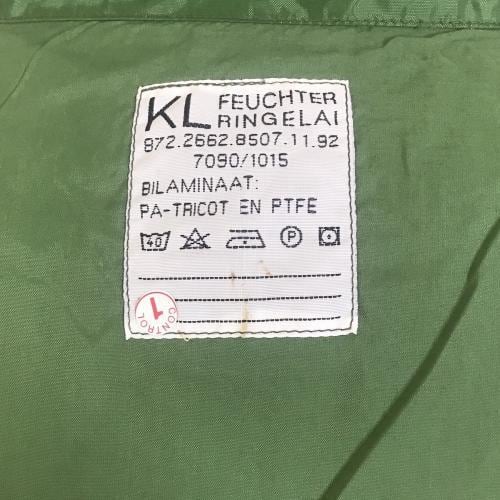 KL FEUCHTER
RINGELAI
872.2662.8507.11.92
7090/1015
BILAMINAAT:
PA-TRICOT EN PTFE
40 P
1
CONTROL